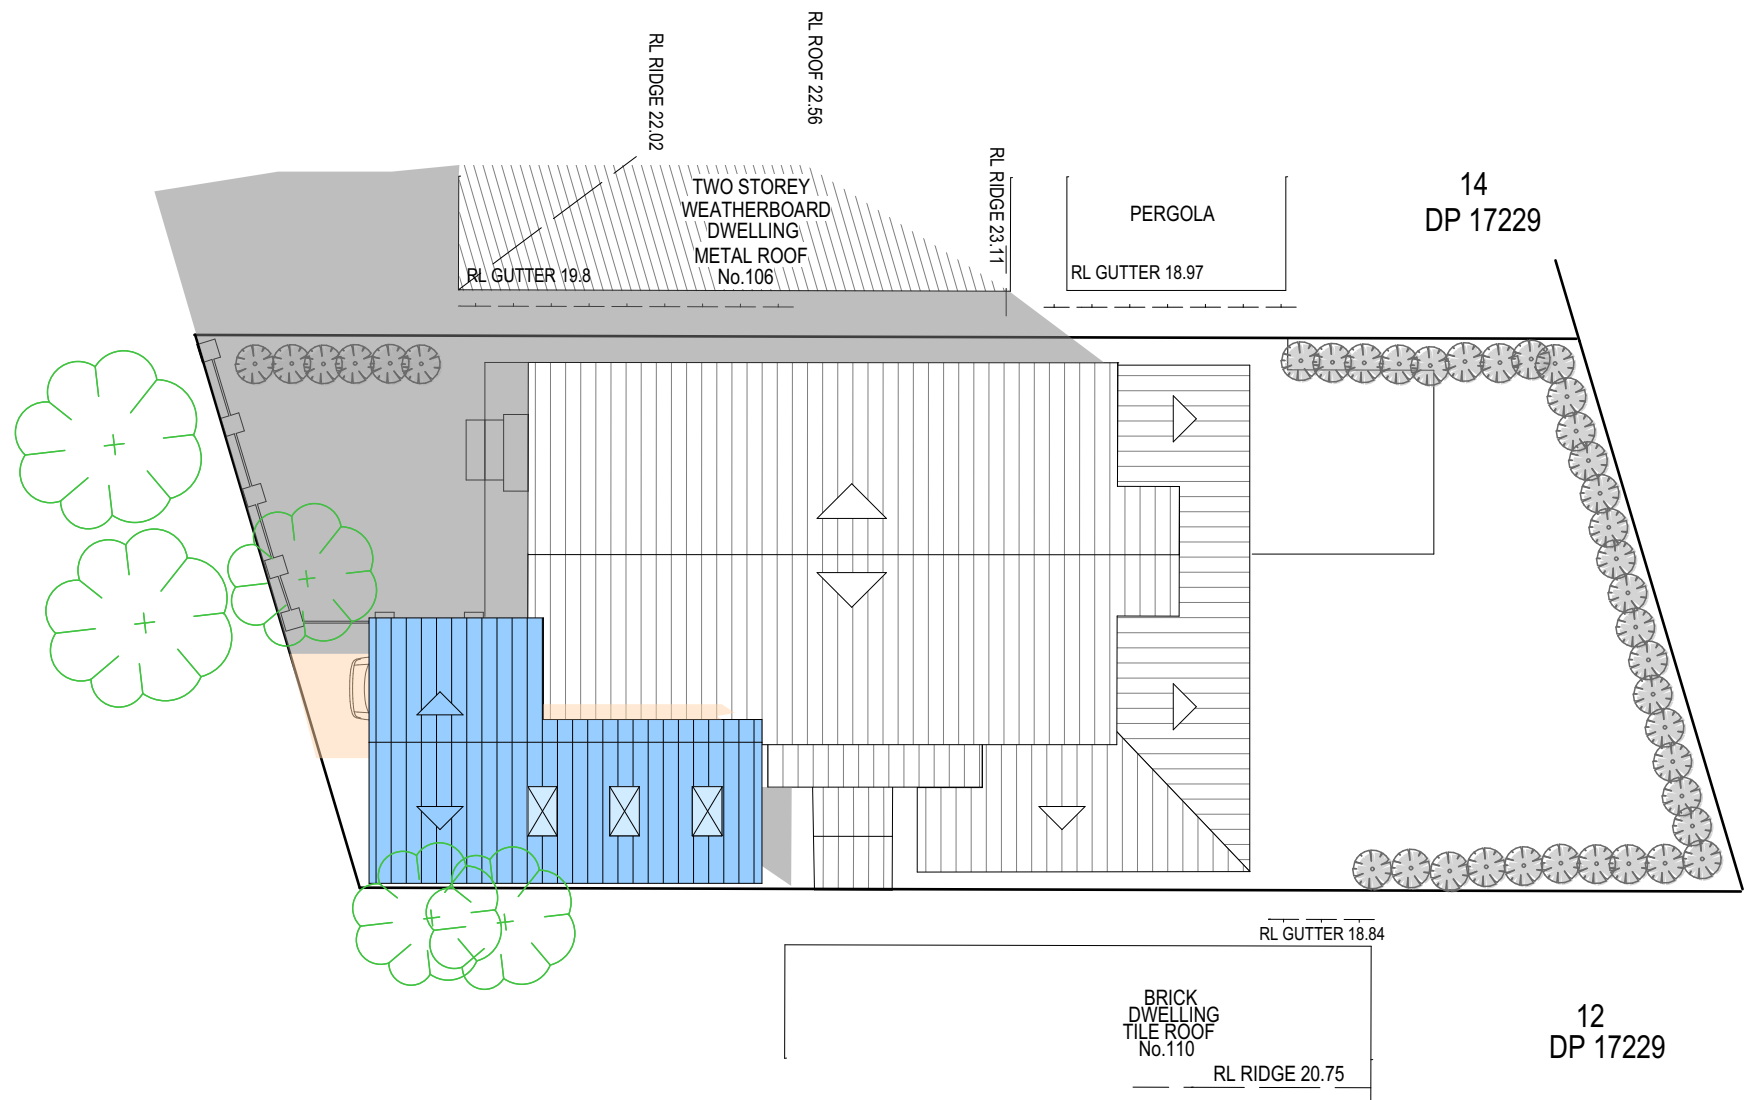 RL ROOF 22.56
RL RIDGE 22.02
RL RIDGE 23.11
TWO STOREY
WEATHERBOARD
DWELLING
METAL ROOF
No.106
RL GUTTER 19.8
PERGOLA
RL GUTTER 18.97
14
DP 17229
RL GUTTER 18.84
BRICK
DWELLING
TILE ROOF
No.110
RL RIDGE 20.75
12
DP 17229